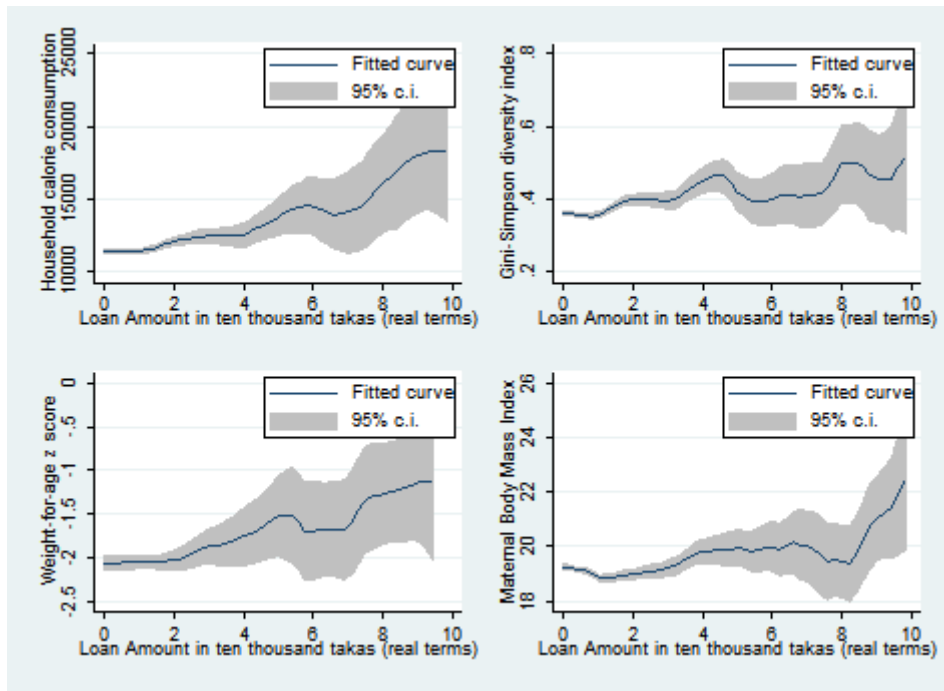 Household calorie consumption
25000
20000
15000
10000
Fitted curve
95% c.i.
0 2 4 6 8 10
Loan Amount in ten thousand takas (real terms)
Gini-Simpson diversity index
.8
.6
.4
.2
Fitted curve
95% c.i.
0 2 4 6 8 10
Loan Amount in ten thousand takas (real terms)
Weight-for-age z score
0
-.5
-1
-1.5
-2
-2.5
Fitted curve
95% c.i.
0 2 4 6 8 10
Loan Amount in ten thousand takas (real terms)
Maternal Body Mass Index
26
24
22
20
18
Fitted curve
95% c.i.
0 2 4 6 8 10
Loan Amount in ten thousand takas (real terms)